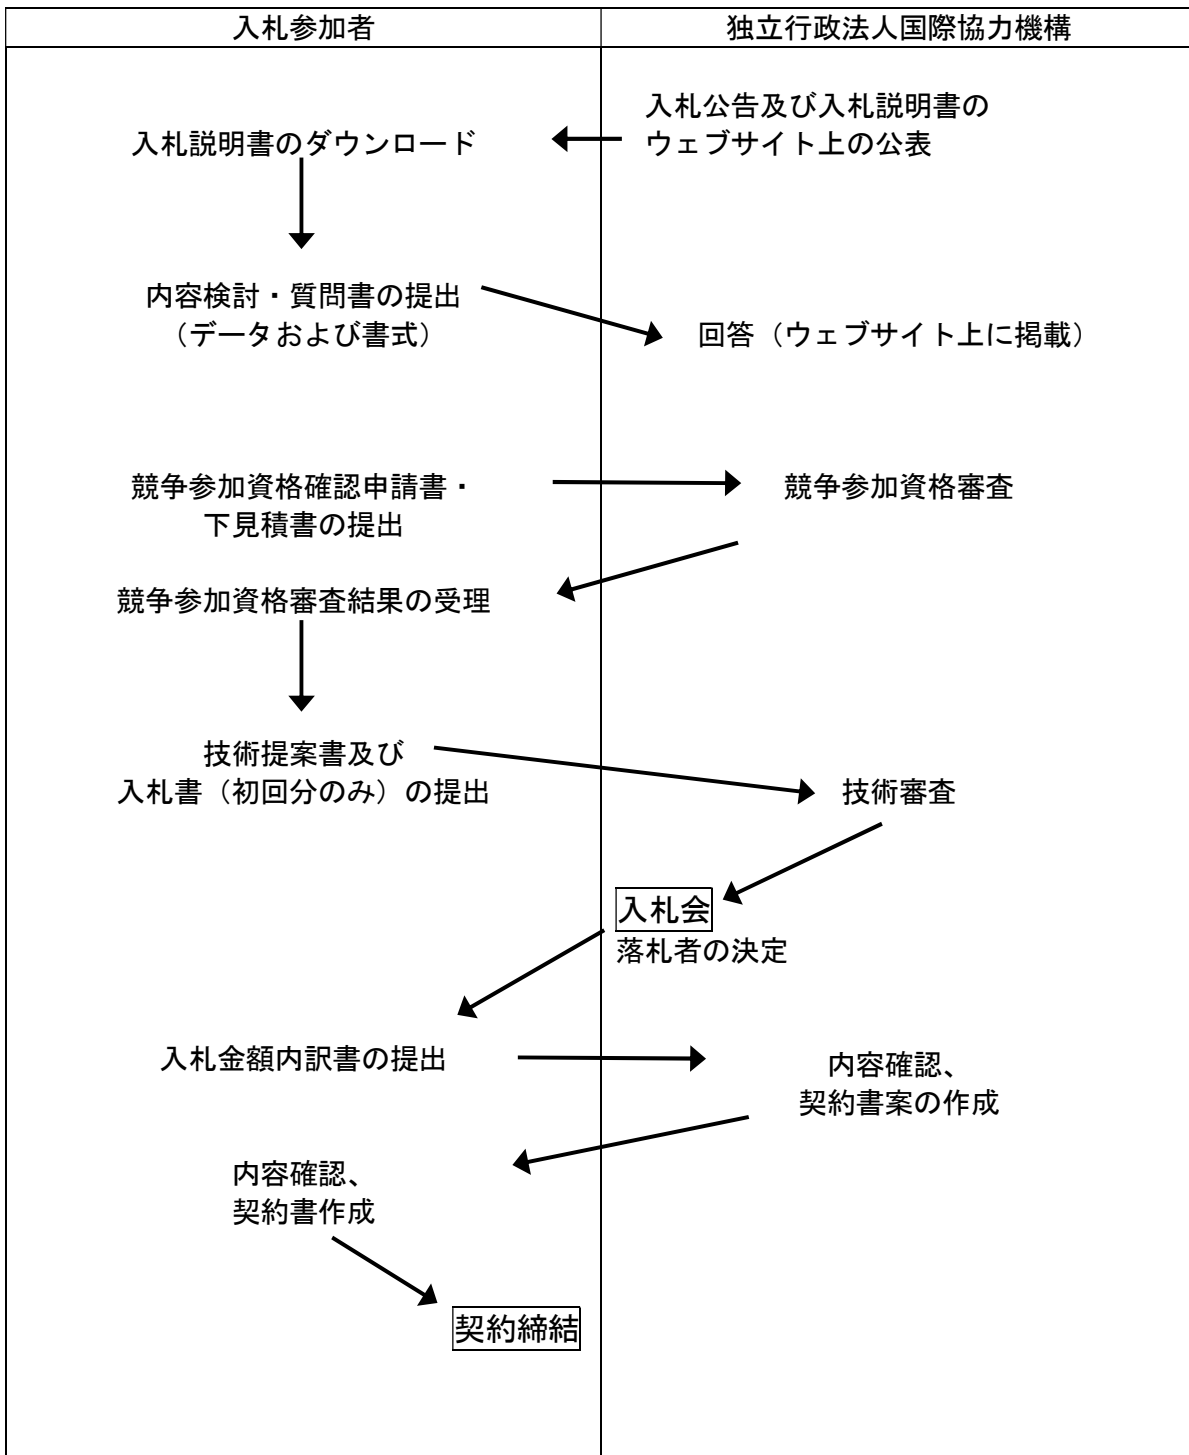 入札参加者
独立行政法人国際協力機構
入札公告及び入札説明書の
ウェブサイト上の公表
入札説明書のダウンロード
内容検討・質問書の提出
（データおよび書式）
回答（ウェブサイト上に掲載）
競争参加資格確認申請書・
下見積書の提出
競争参加資格審査
競争参加資格審査結果の受理
技術提案書及び
入札書（初回分のみ）の提出
技術審査
入札会
落札者の決定
入札金額内訳書の提出
内容確認、
契約書案の作成
内容確認、
契約書作成
契約締結